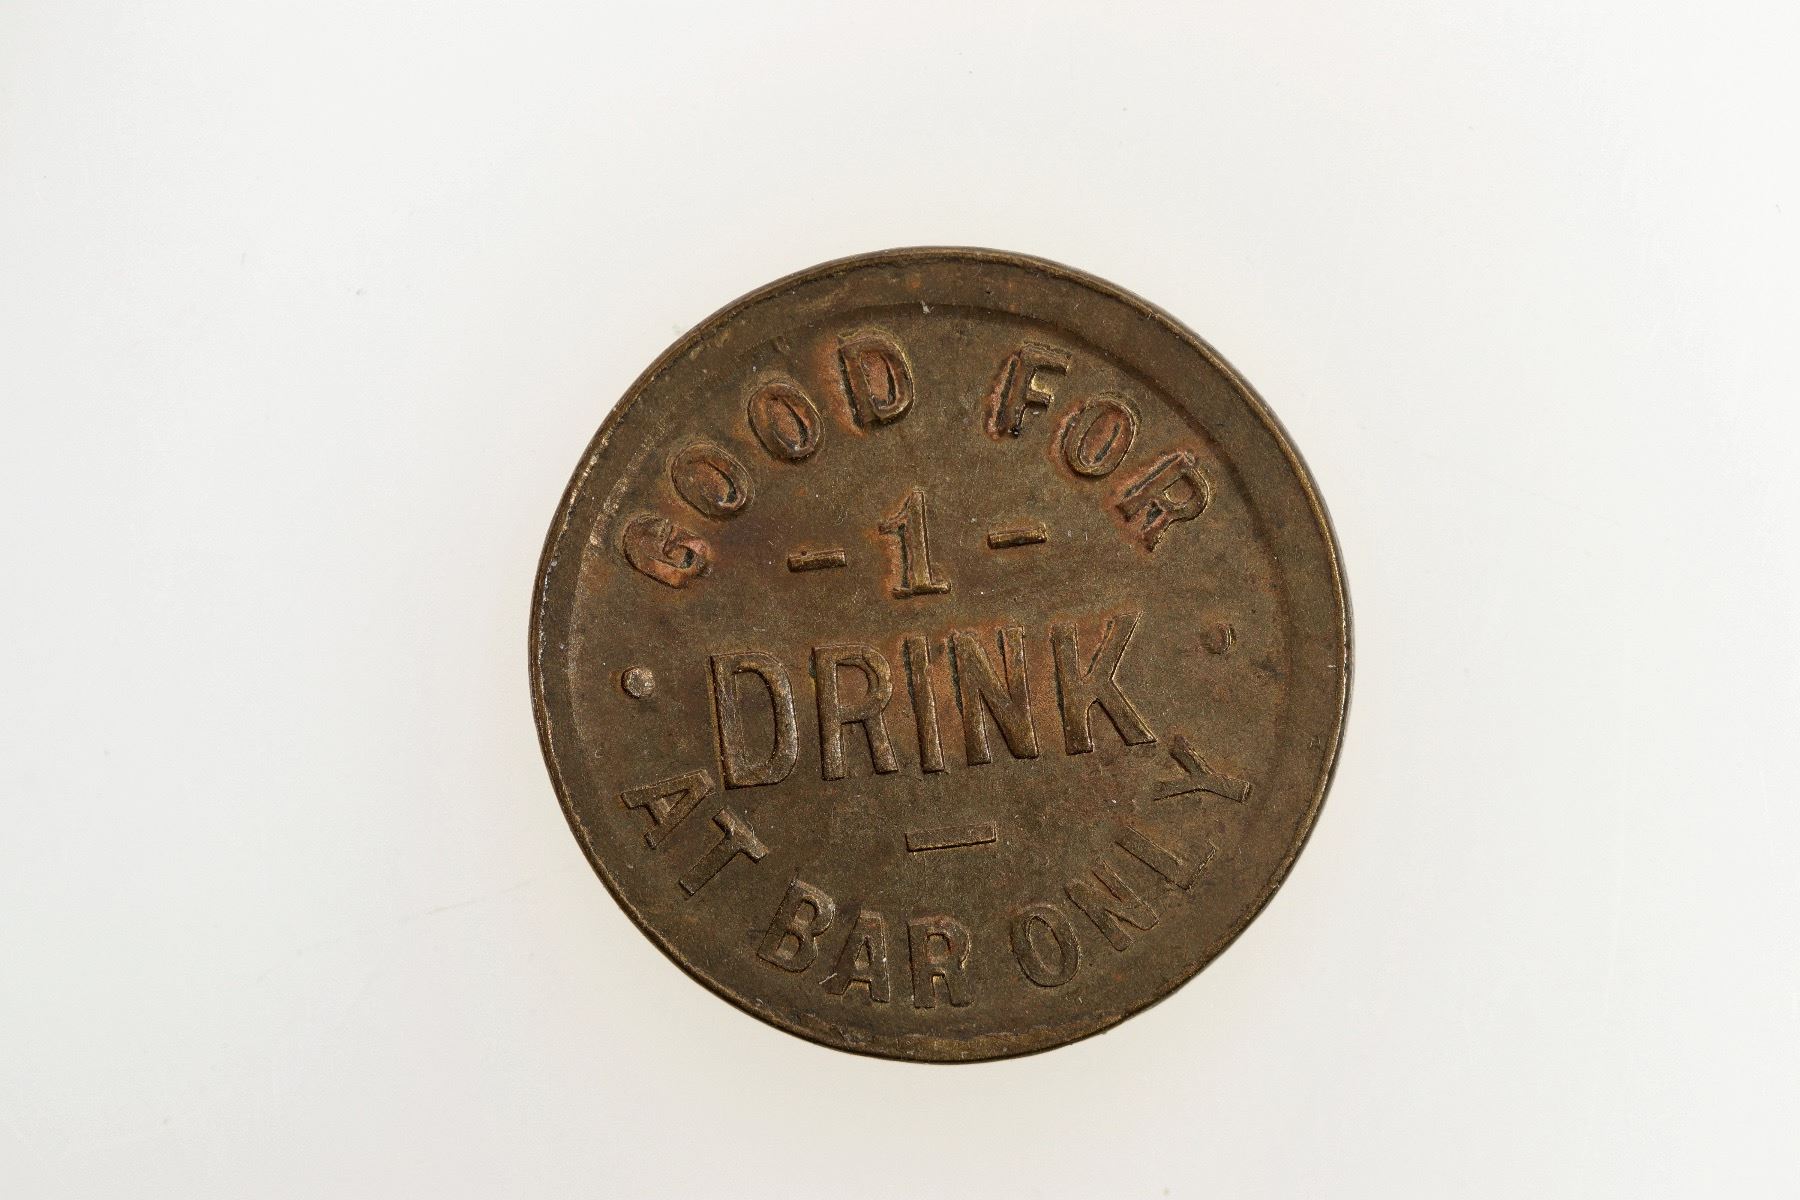 GOOD FOR
- 1 -
DRINK
AT BAR ONLY